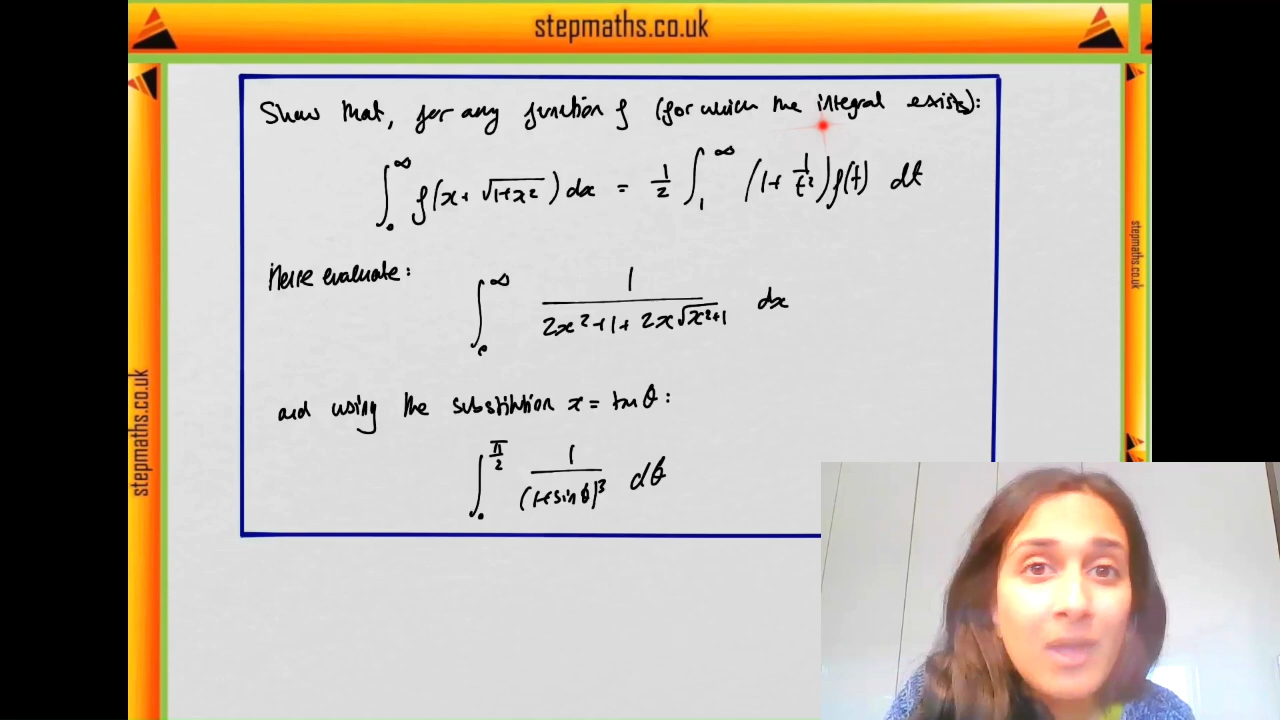 stepmaths.co.uk
Show that, for any function f (for which the integral exists):
∫₀^∞ f(x+√(1+x²)) dx = 1/2 ∫₁^∞ (1+1/t²) f(t) dt
Hence evaluate:
∫₀^∞ 1/(2x²+1+2x√(x²+1)) dx
and using the substitution x = tan θ:
∫₀^(π/2) 1/(1+sin θ)³ dθ
stepmaths.co.uk
stepmaths.co.uk